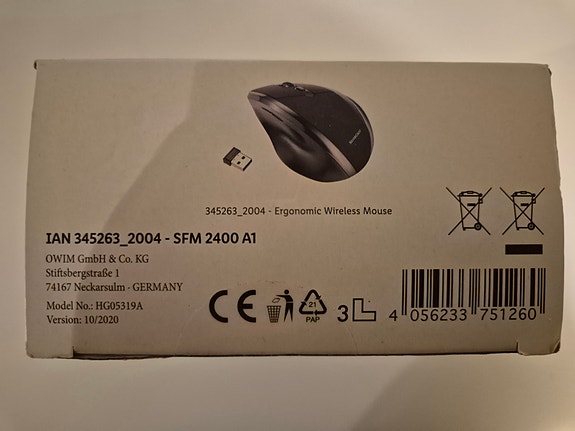 345263_2004 - Ergonomic Wireless Mouse
IAN 345263_2004 - SFM 2400 A1
OWIM GmbH & Co. KG
Stiftsbergstraße 1
74167 Neckarsulm - GERMANY
Model No.: HG05319A
Version: 10/2020
CE
21
PAP
3
4 056233 751260